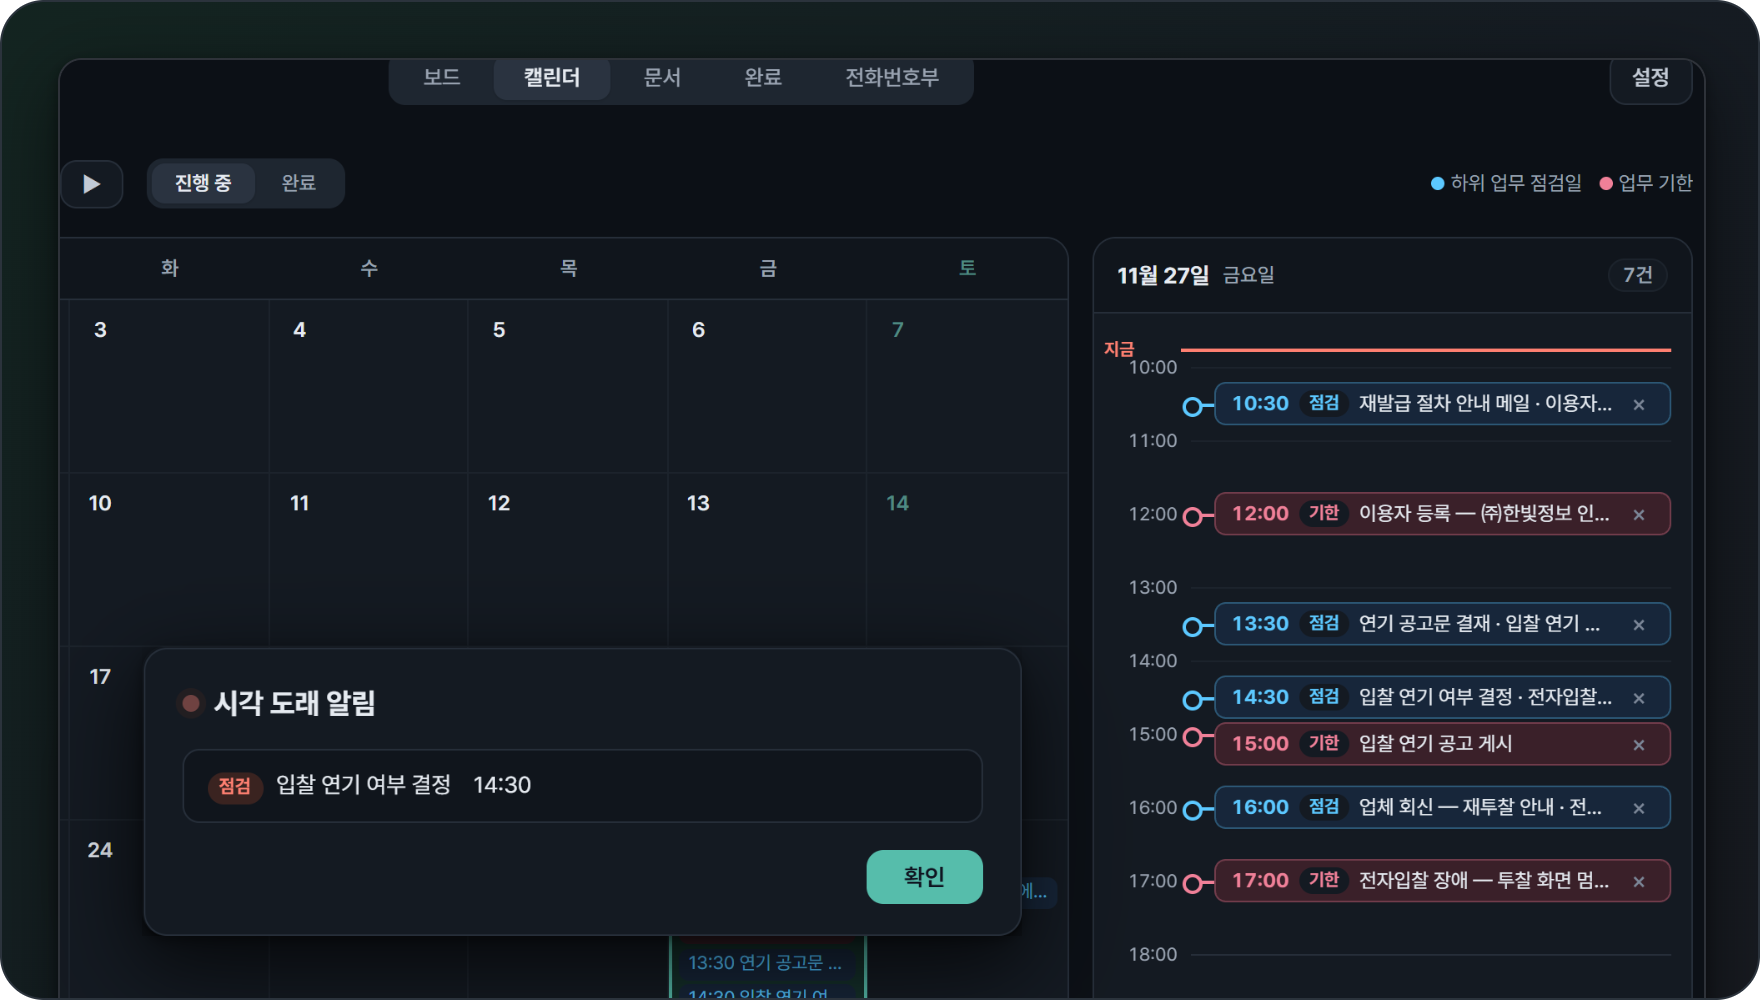 보드 캘린더 문서 완료 전화번호부 설정
▶ 진행 중 완료 하위 업무 점검일 업무 기한
화 수 목 금 토
3 4 5 6 7
10 11 12 13 14
17
24
시각 도래 알림
점검 입찰 연기 여부 결정 14:30
확인
에...
13:30 연기 공고문 ...
14:30 입찰 연기 여...
11월 27일 금요일 7건
지금
10:00
10:30 점검 재발급 절차 안내 메일 · 이용자... ×
11:00
12:00 12:00 기한 이용자 등록 — ㈜한빛정보 인... ×
13:00
13:30 점검 연기 공고문 결재 · 입찰 연기 ... ×
14:00
14:30 점검 입찰 연기 여부 결정 · 전자입찰... ×
15:00 15:00 기한 입찰 연기 공고 게시 ×
16:00 16:00 점검 업체 회신 — 재투찰 안내 · 전... ×
17:00 17:00 기한 전자입찰 장애 — 투찰 화면 멈... ×
18:00